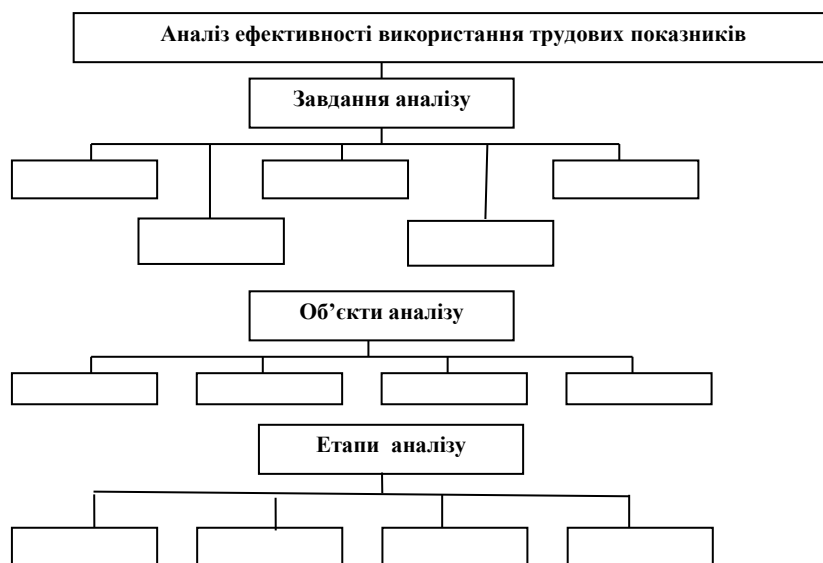 Аналіз ефективності використання трудових показників
Завдання аналізу
Об’єкти аналізу
Етапи аналізу